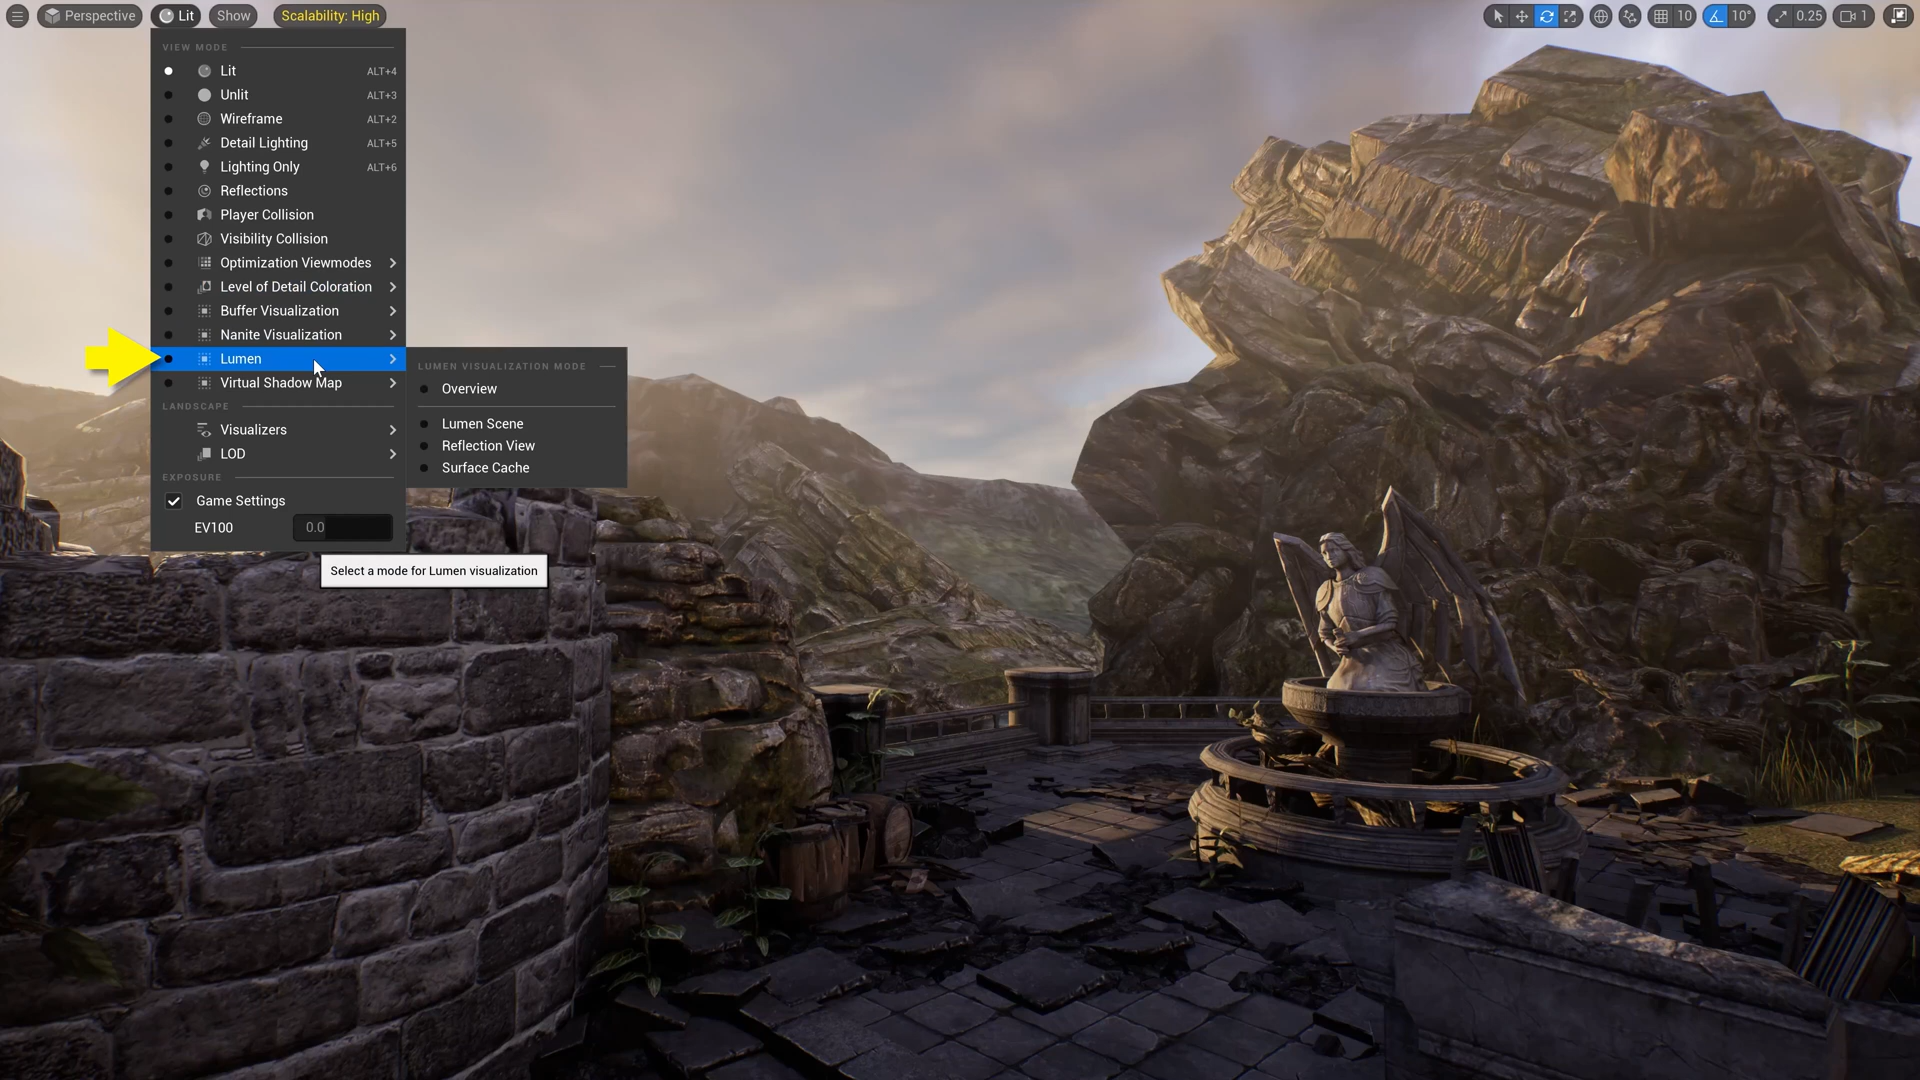 Perspective Lit Show Scalability: High 10 10° 0.25 1
VIEW MODE
Lit ALT+4
Unlit ALT+3
Wireframe ALT+2
Detail Lighting ALT+5
Lighting Only ALT+6
Reflections
Player Collision
Visibility Collision
Optimization Viewmodes
Level of Detail Coloration
Buffer Visualization
Nanite Visualization
Lumen
Virtual Shadow Map
LANDSCAPE
Visualizers
LOD
EXPOSURE
Game Settings
EV100 0.0
LUMEN VISUALIZATION MODE
Overview
Lumen Scene
Reflection View
Surface Cache
Select a mode for Lumen visualization